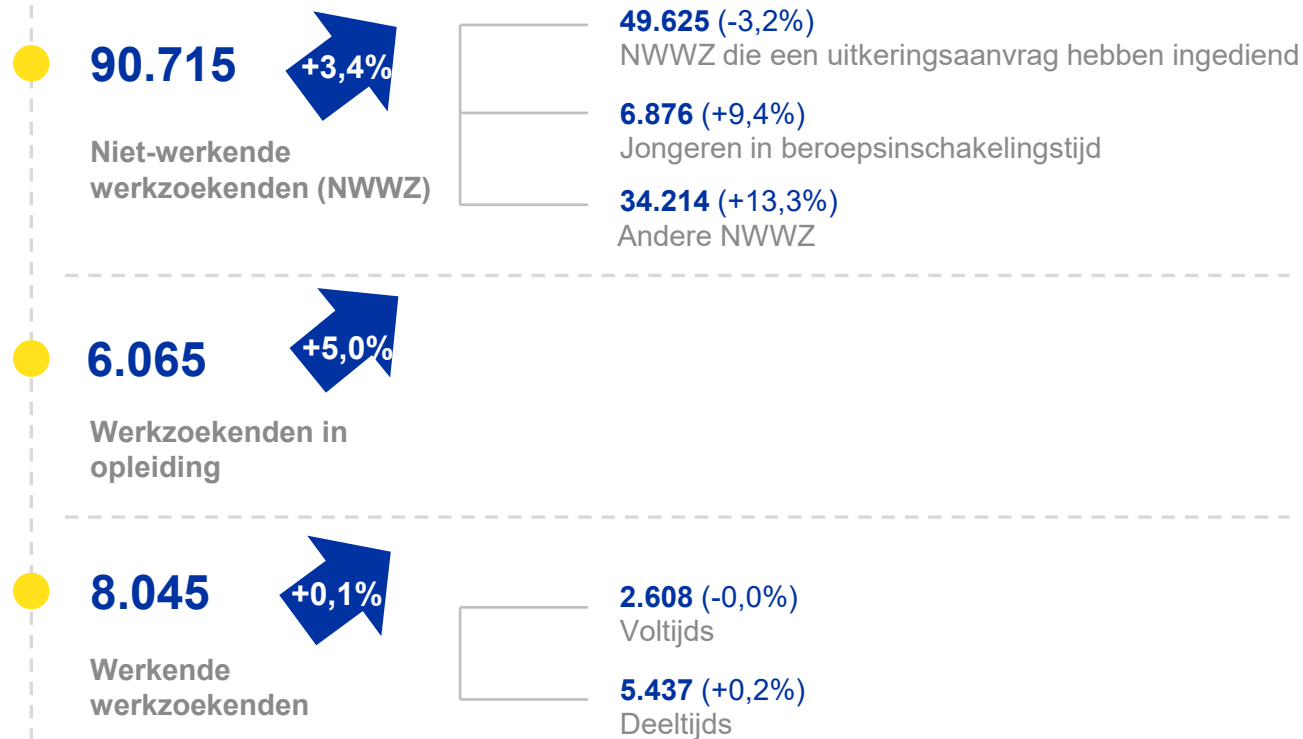 90.715
+3,4%
Niet-werkende
werkzoekenden (NWWZ)
49.625 (-3,2%)
NWWZ die een uitkeringsaanvrag hebben ingediend
6.876 (+9,4%)
Jongeren in beroepsinschakelingstijd
34.214 (+13,3%)
Andere NWWZ
6.065
+5,0%
Werkzoekenden in
opleiding
8.045
+0,1%
Werkende
werkzoekenden
2.608 (-0,0%)
Voltijds
5.437 (+0,2%)
Deeltijds